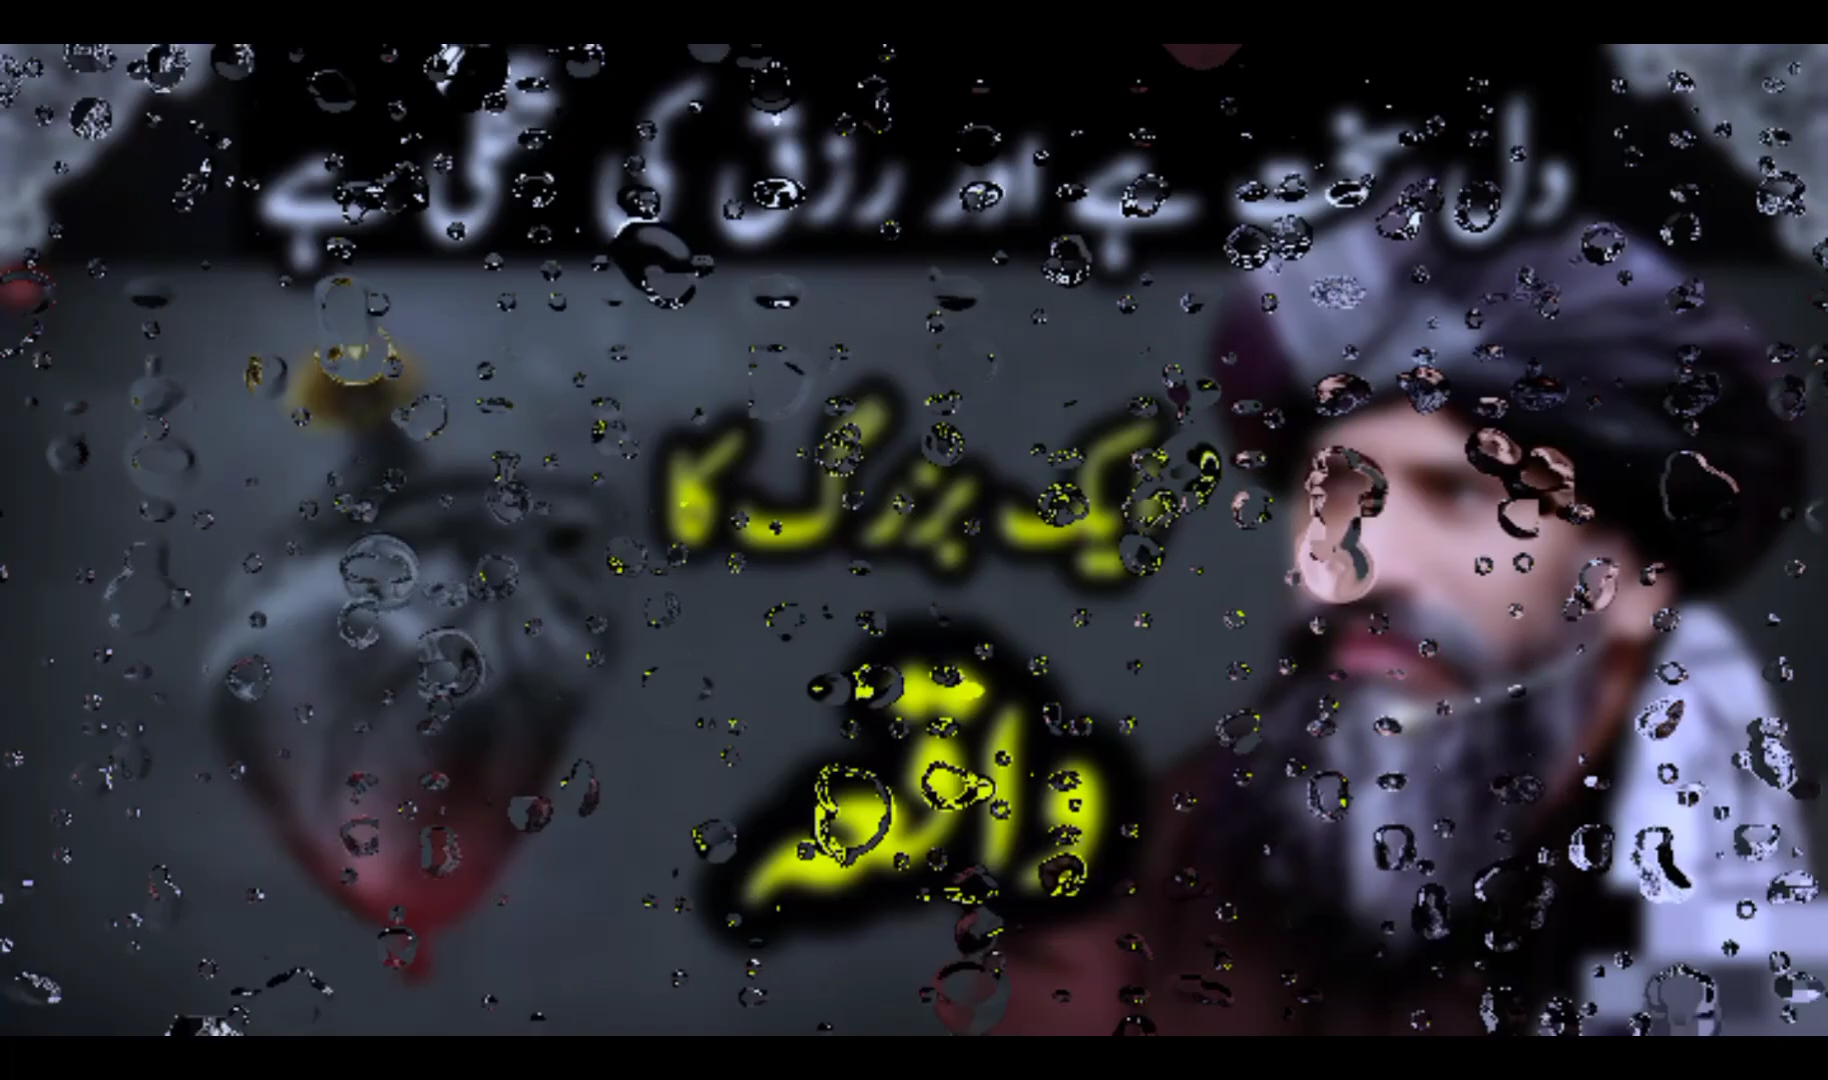 دل سخت ہے اور رزق کی تنگی ہے
ایک بزرگ کا
واقعہ